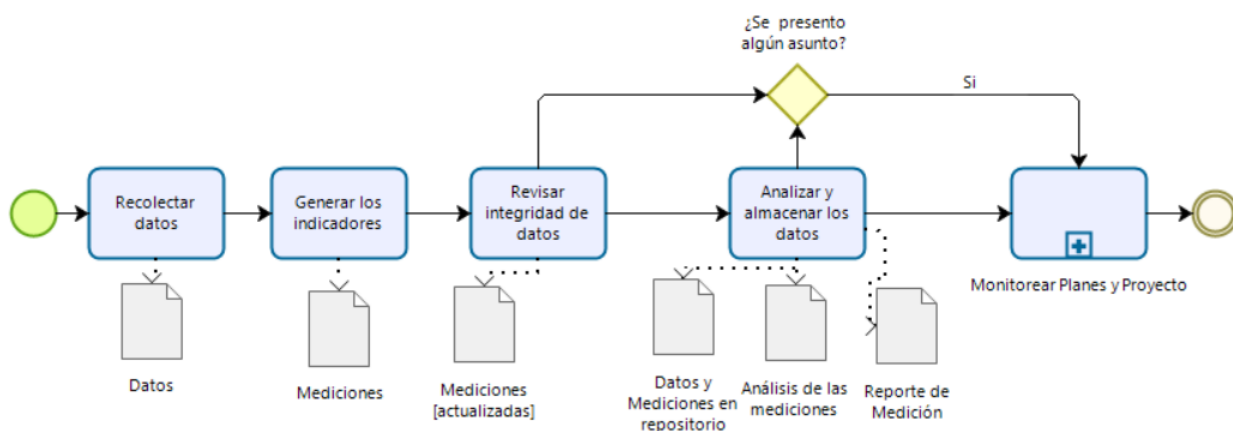 ¿Se presento
algún asunto?
Si
Recolectar
datos
Generar los
indicadores
Revisar
integridad de
datos
Analizar y
almacenar los
datos
Monitorear Planes y Proyecto
Datos
Mediciones
Mediciones
[actualizadas]
Datos y
Mediciones en
repositorio
Análisis de las
mediciones
Reporte de
Medición